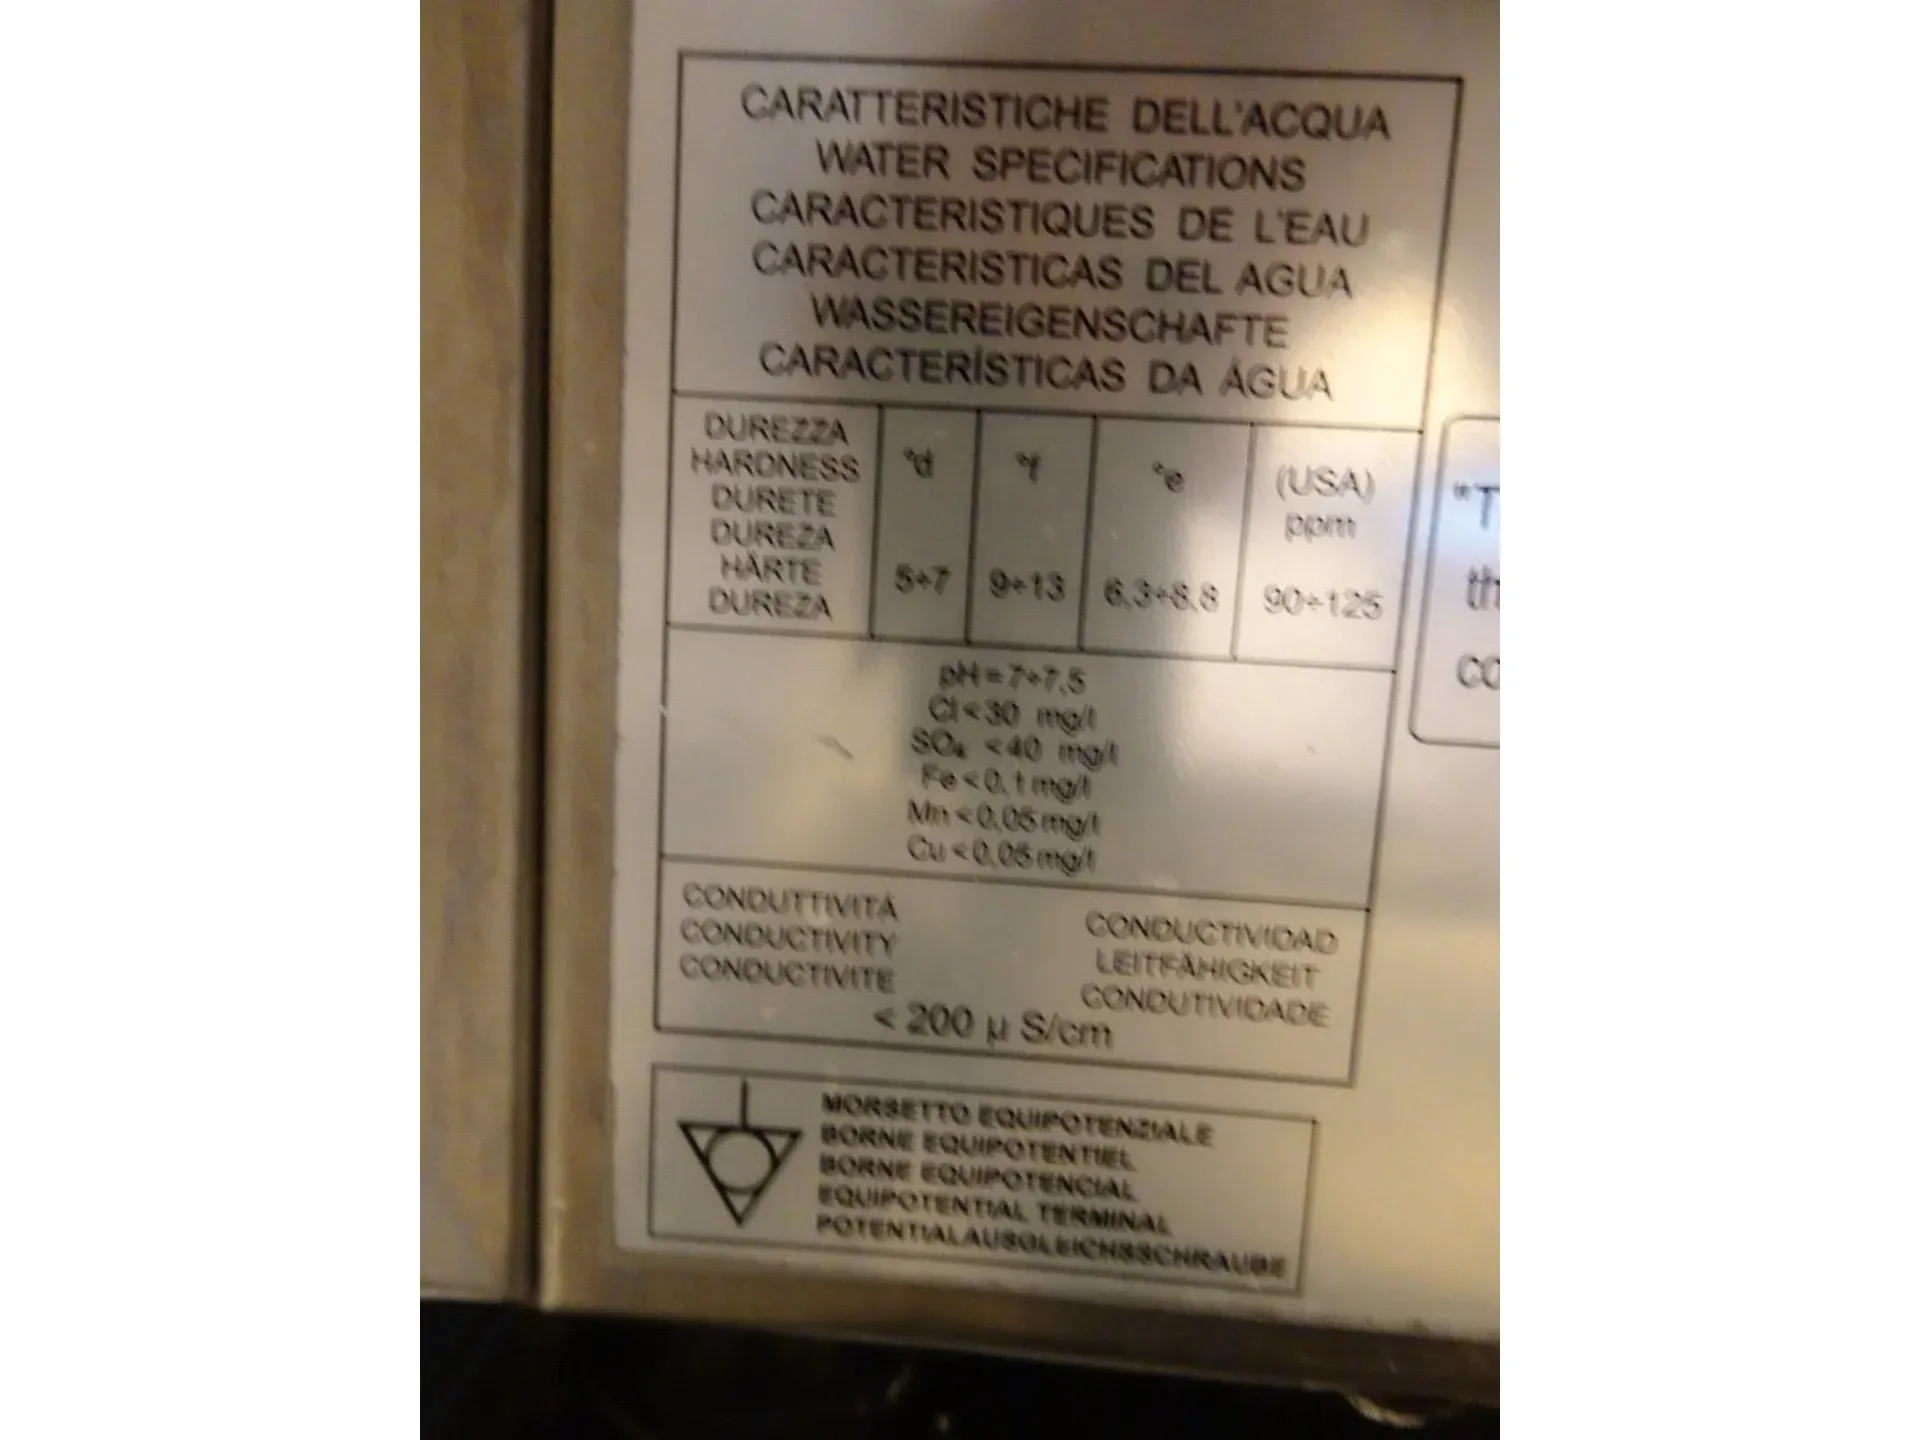 CARATTERISTICHE DELL'ACQUA
WATER SPECIFICATIONS
CARACTERISTIQUES DE L'EAU
CARACTERISTICAS DEL AGUA
WASSEREIGENSCHAFTE
CARACTERÍSTICAS DA ÁGUA
DUREZZA
HARDNESS
DURETE
DUREZA
HÄRTE
DUREZA
°d
5÷7
°f
9÷13
°e
6,3÷8,8
(USA)
ppm
90÷125
pH=7÷7,5
Cl<30 mg/l
SO₄ <40 mg/l
Fe<0,1 mg/l
Mn<0,05 mg/l
Cu<0,05 mg/l
CONDUTTIVITÁ
CONDUCTIVITY
CONDUCTIVITE
CONDUCTIVIDAD
LEITFÄHIGKEIT
CONDUTIVIDADE
< 200 µ S/cm
MORSETTO EQUIPOTENZIALE
BORNE EQUIPOTENTIEL
BORNE EQUIPOTENCIAL
EQUIPOTENTIAL TERMINAL
POTENTIALAUSGLEICHSSCHRAUBE